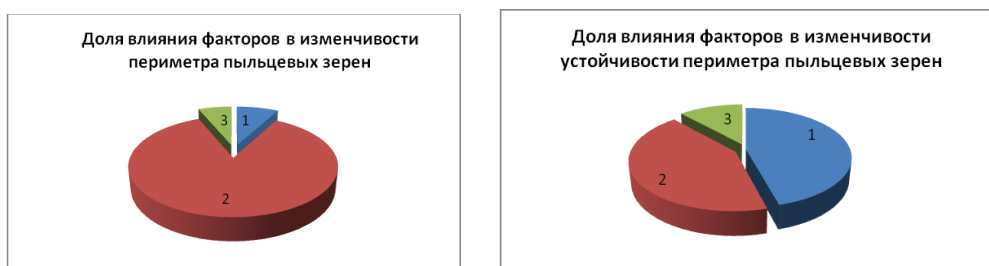 Доля влияния факторов в изменчивости
периметра пыльцевых зерен
3
1
2
Доля влияния факторов в изменчивости
устойчивости периметра пыльцевых зерен
3
1
2